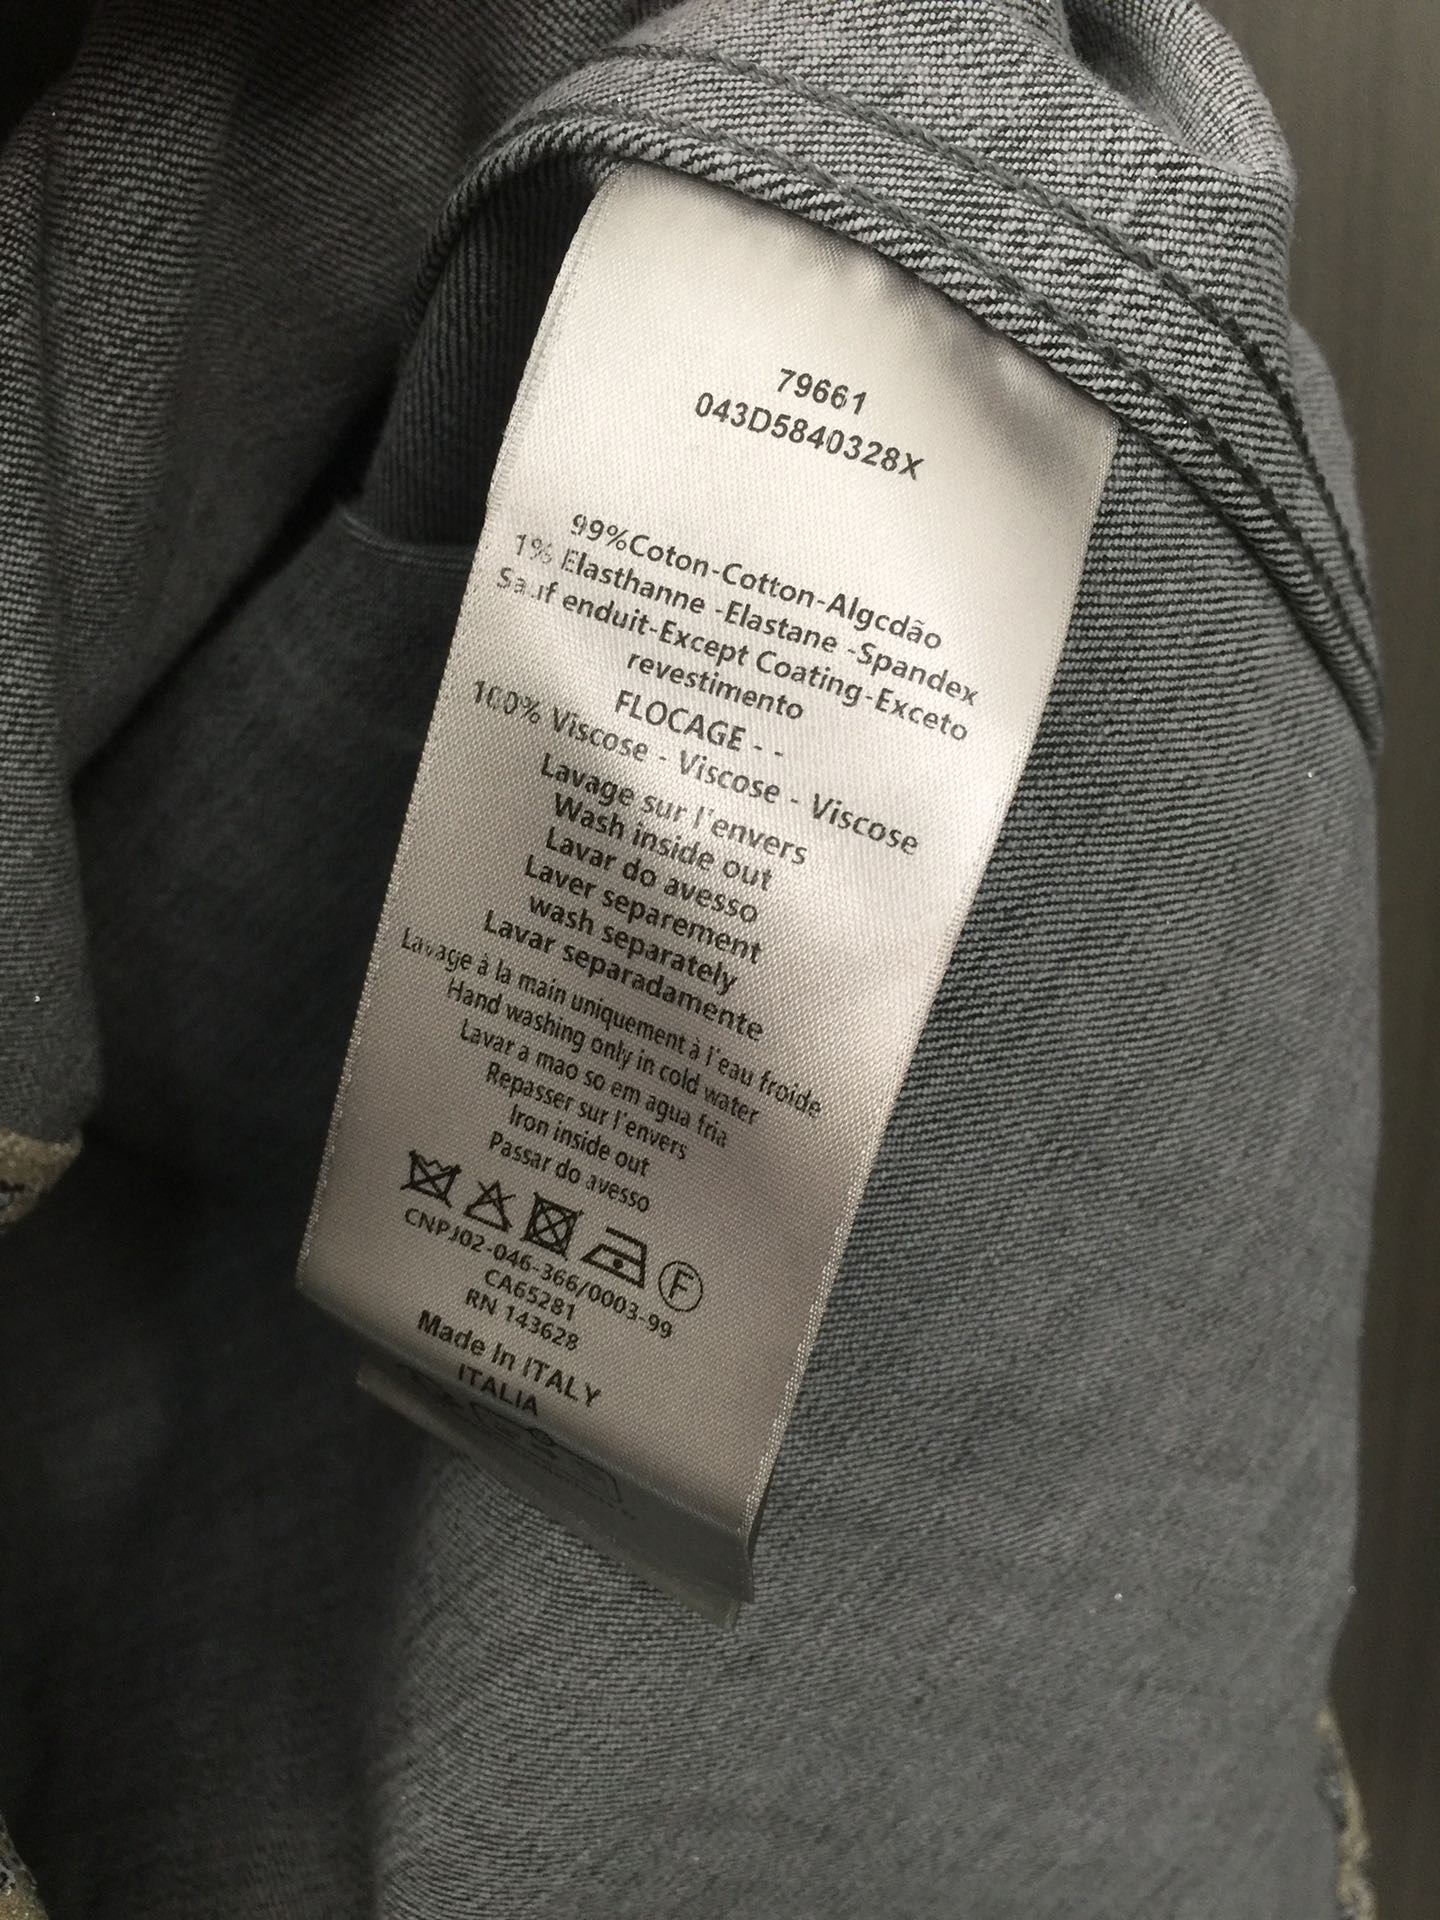 79661
043D5840328X
99%Coton-Cotton-Algodão
1% Elasthanne -Elastane -Spandex
Sauf enduit-Except Coating-Exceto
revestimento
FLOCAGE - -
100% Viscose - Viscose - Viscose
Lavage sur l'envers
Wash inside out
Lavar do avesso
Laver separement
wash separately
Lavar separadamente
Lavage à la main uniquement à l'eau froide
Hand washing only in cold water
Lavar a mao so em agua fria
Repasser sur l'envers
Iron inside out
Passar do avesso
F
CNPJ02-046-366/0003-99
CA65281
RN 143628
Made In ITALY
ITALIA